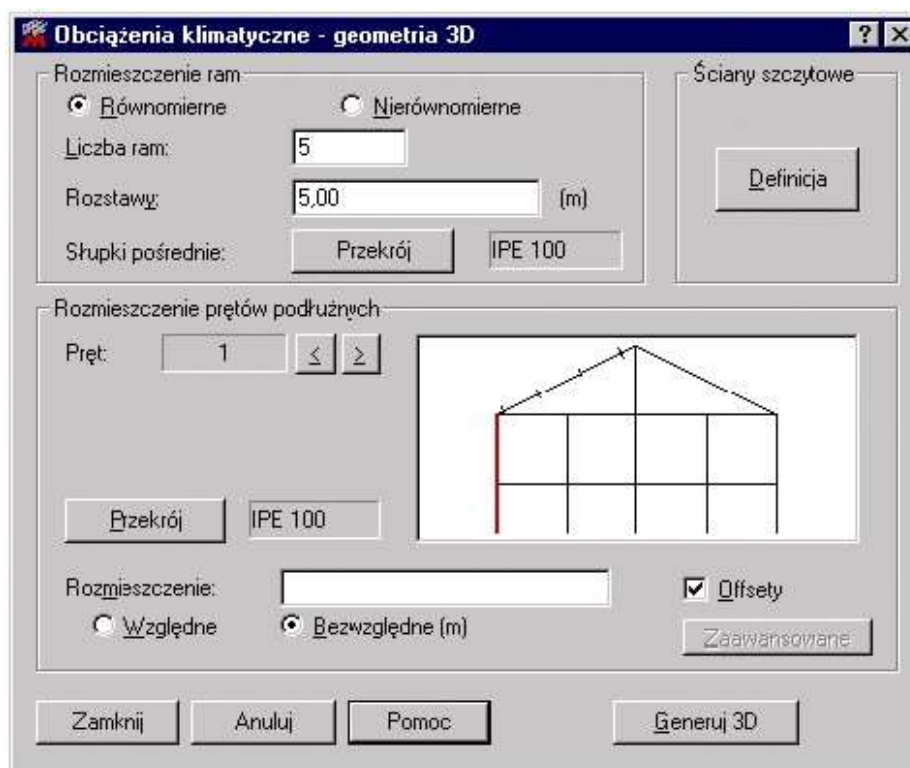 Obciążenia klimatyczne - geometria 3D
Rozmieszczenie ram
Równomierne
Nierównomierne
Liczba ram:
5
Rozstawy:
5,00
(m)
Słupki pośrednie:
Przekrój
IPE 100
Ściany szczytowe
Definicja
Rozmieszczenie prętów podłużnych
Pręt:
1
<
>
Przekrój
IPE 100
Rozmieszczenie:
Względne
Bezwzględne (m)
Offsety
Zaawansowane
Zamknij
Anuluj
Pomoc
Generuj 3D